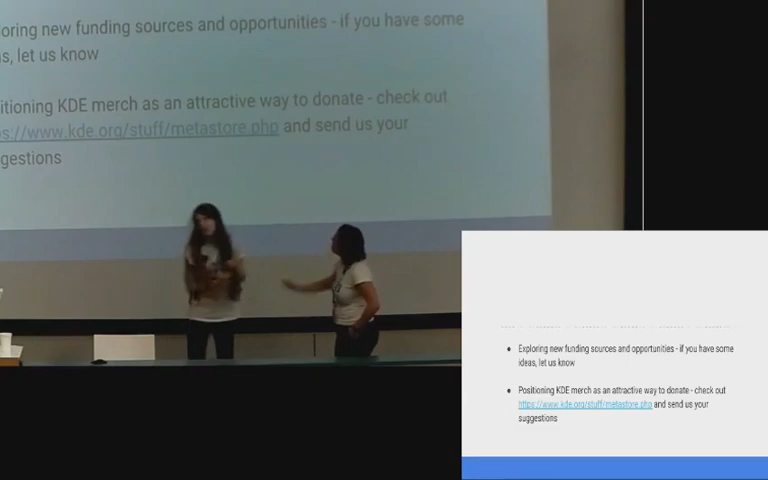 oring new funding sources and opportunities - if you have some
s, let us know
itioning KDE merch as an attractive way to donate - check out
s://www.kde.org/stuff/metastore.php and send us your
gestions
• Exploring new funding sources and opportunities - if you have some
ideas, let us know
• Positioning KDE merch as an attractive way to donate - check out
https://www.kde.org/stuff/metastore.php and send us your
suggestions